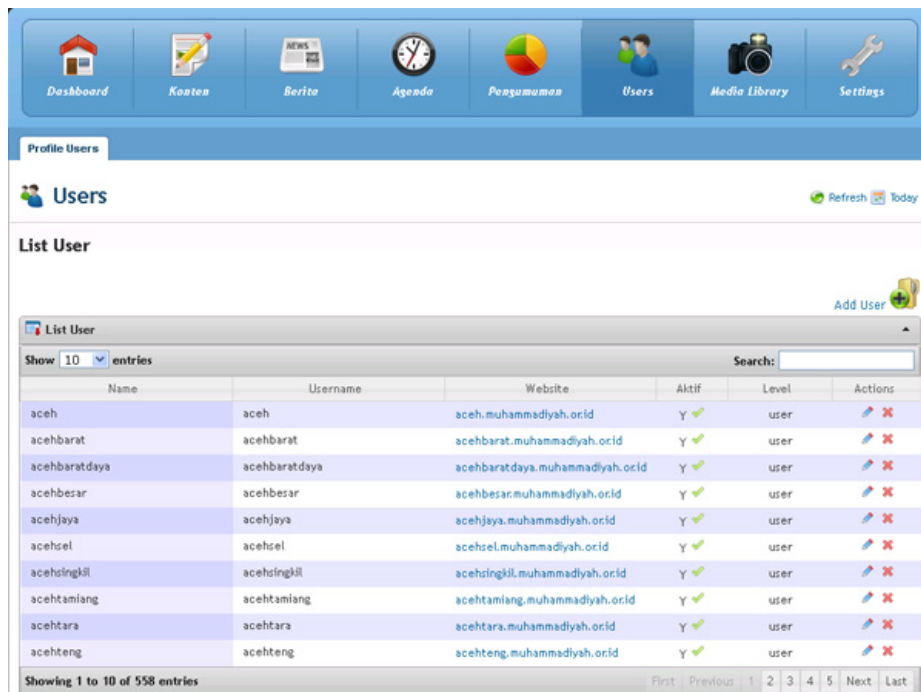 Dashboard Konten Berita Agenda Pengumuman Users Media Library Settings
Profile Users
Users
Refresh Today
List User
Add User
List User
Show 10 entries Search:
Name Username Website Aktif Level Actions
aceh aceh aceh.muhammadiyah.or.id Y user
acehbarat acehbarat acehbarat.muhammadiyah.or.id Y user
acehbaratdaya acehbaratdaya acehbaratdaya.muhammadiyah.or.id Y user
acehbesar acehbesar acehbesar.muhammadiyah.or.id Y user
acehjaya acehjaya acehjaya.muhammadiyah.or.id Y user
acehsel acehsel acehsel.muhammadiyah.or.id Y user
acehsingkil acehsingkil acehsingkil.muhammadiyah.or.id Y user
acehtamiang acehtamiang acehtamiang.muhammadiyah.or.id Y user
acehtara acehtara acehtara.muhammadiyah.or.id Y user
acehteng acehteng acehteng.muhammadiyah.or.id Y user
Showing 1 to 10 of 558 entries First Previous 1 2 3 4 5 Next Last